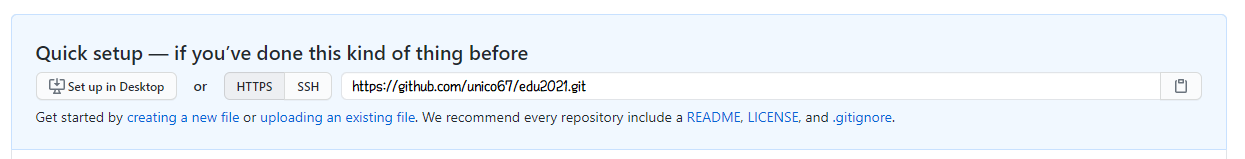 Quick setup — if you’ve done this kind of thing before
Set up in Desktop or HTTPS SSH https://github.com/unico67/edu2021.git
Get started by creating a new file or uploading an existing file. We recommend every repository include a README, LICENSE, and .gitignore.